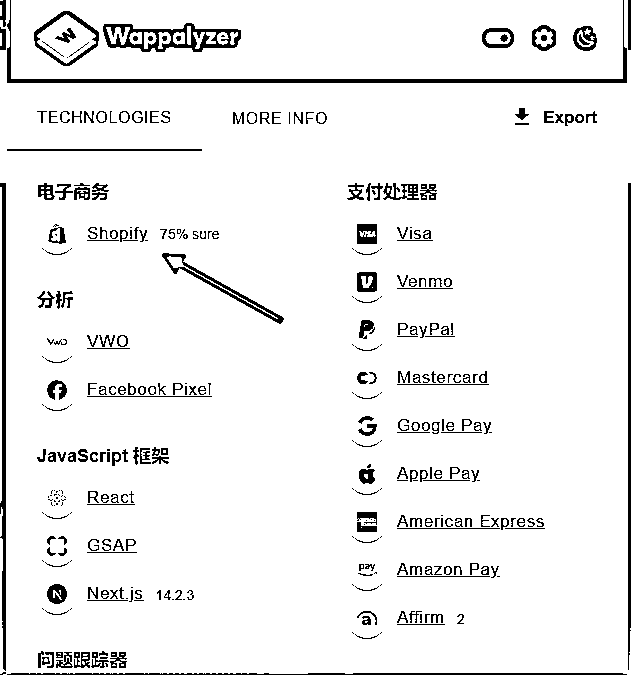 Wappalyzer
TECHNOLOGIES
MORE INFO
Export
电子商务
Shopify 75% sure
分析
VWO
Facebook Pixel
JavaScript 框架
React
GSAP
Next.js 14.2.3
问题跟踪器
支付处理器
Visa
Venmo
PayPal
Mastercard
Google Pay
Apple Pay
American Express
Amazon Pay
Affirm 2